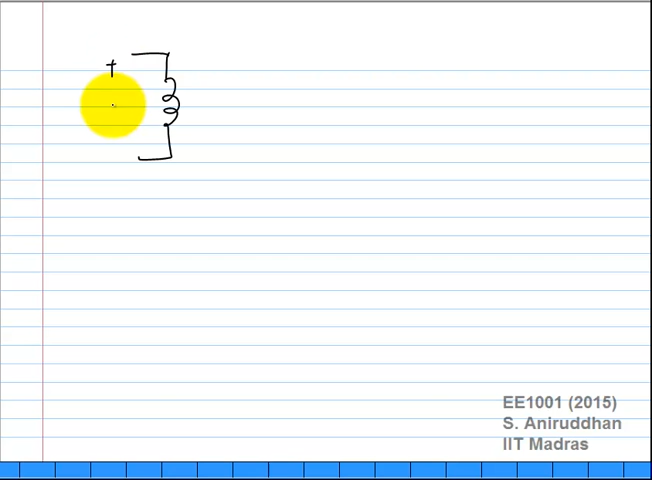 +
EE1001 (2015)
S. Aniruddhan
IIT Madras